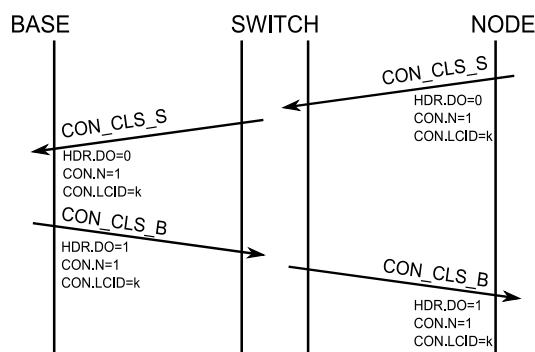 BASE SWITCH NODE
CON_CLS_S
HDR.DO=0
CON.N=1
CON.LCID=k
CON_CLS_S
HDR.DO=0
CON.N=1
CON.LCID=k
CON_CLS_B
HDR.DO=1
CON.N=1
CON.LCID=k
CON_CLS_B
HDR.DO=1
CON.N=1
CON.LCID=k